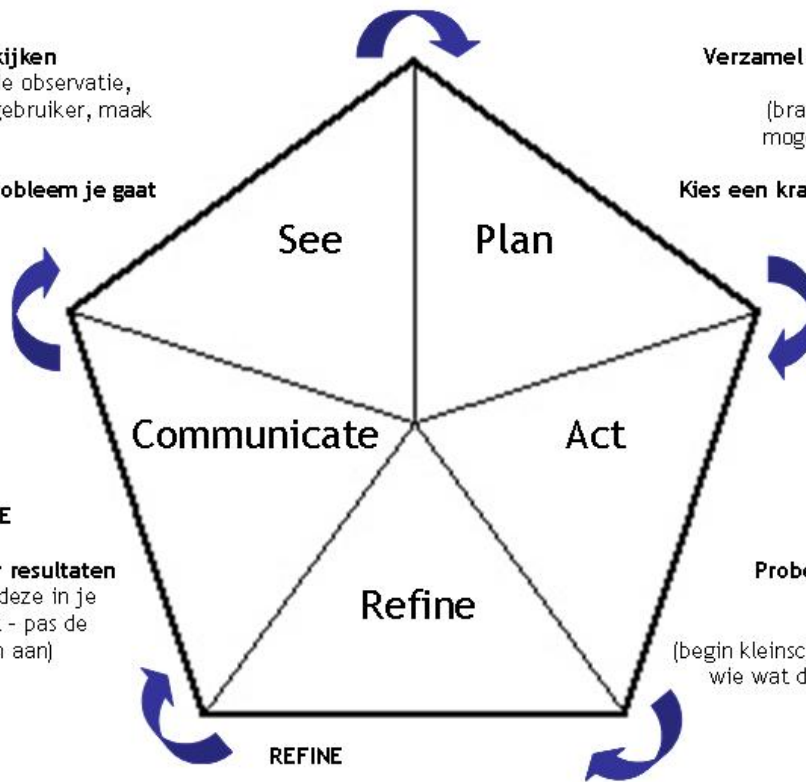 kijken
e observatie,
gebruiker, maak
obleem je gaat
Verzamel
(bra
moge
Kies een kra
See
Plan
Communicate
Act
Refine
E
r resultaten
deze in je
- pas de
n aan)
Probe
(begin kleinsc
wie wat d
REFINE